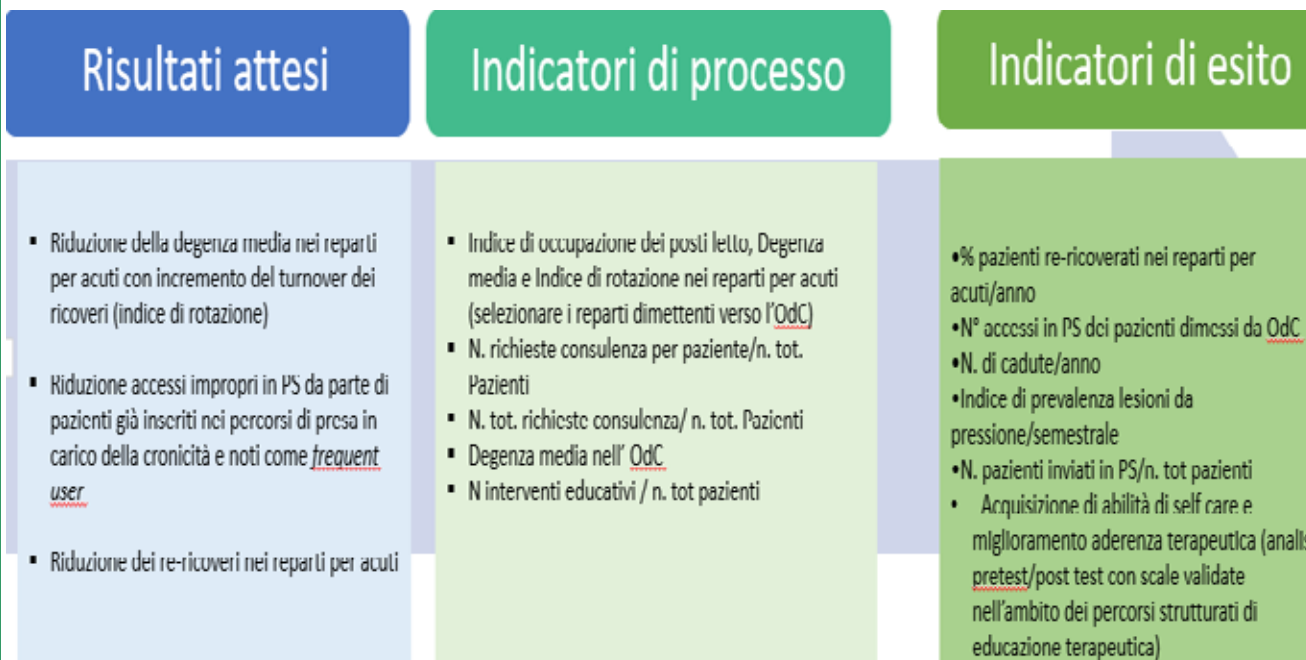 Risultati attesi
▪ Riduzione della degenza media nei reparti
per acuti con incremento del turnover dei
ricoveri (indice di rotazione)
▪ Riduzione accessi impropri in PS da parte di
pazienti già inseriti nei percorsi di presa in
carico della cronicità e noti come frequent
user
▪ Riduzione dei re-ricoveri nei reparti per acuti
Indicatori di processo
▪ Indice di occupazione dei posti letto, Degenza
media e Indice di rotazione nei reparti per acuti
(selezionare i reparti dimettenti verso l'OdC)
▪ N. richieste consulenza per paziente/n. tot.
Pazienti
▪ N. tot. richieste consulenza/ n. tot. Pazienti
▪ Degenza media nell' OdC
▪ N interventi educativi / n. tot pazienti
Indicatori di esito
•% pazienti re-ricoverati nei reparti per
acuti/anno
•N° accessi in PS dei pazienti dimessi da OdC
•N. di cadute/anno
•Indice di prevalenza lesioni da
pressione/semestrale
•N. pazienti inviati in PS/n. tot pazienti
• Acquisizione di abilità di self care e
miglioramento aderenza terapeutica (analis
pretest/post test con scale validate
nell'ambito dei percorsi strutturati di
educazione terapeutica)